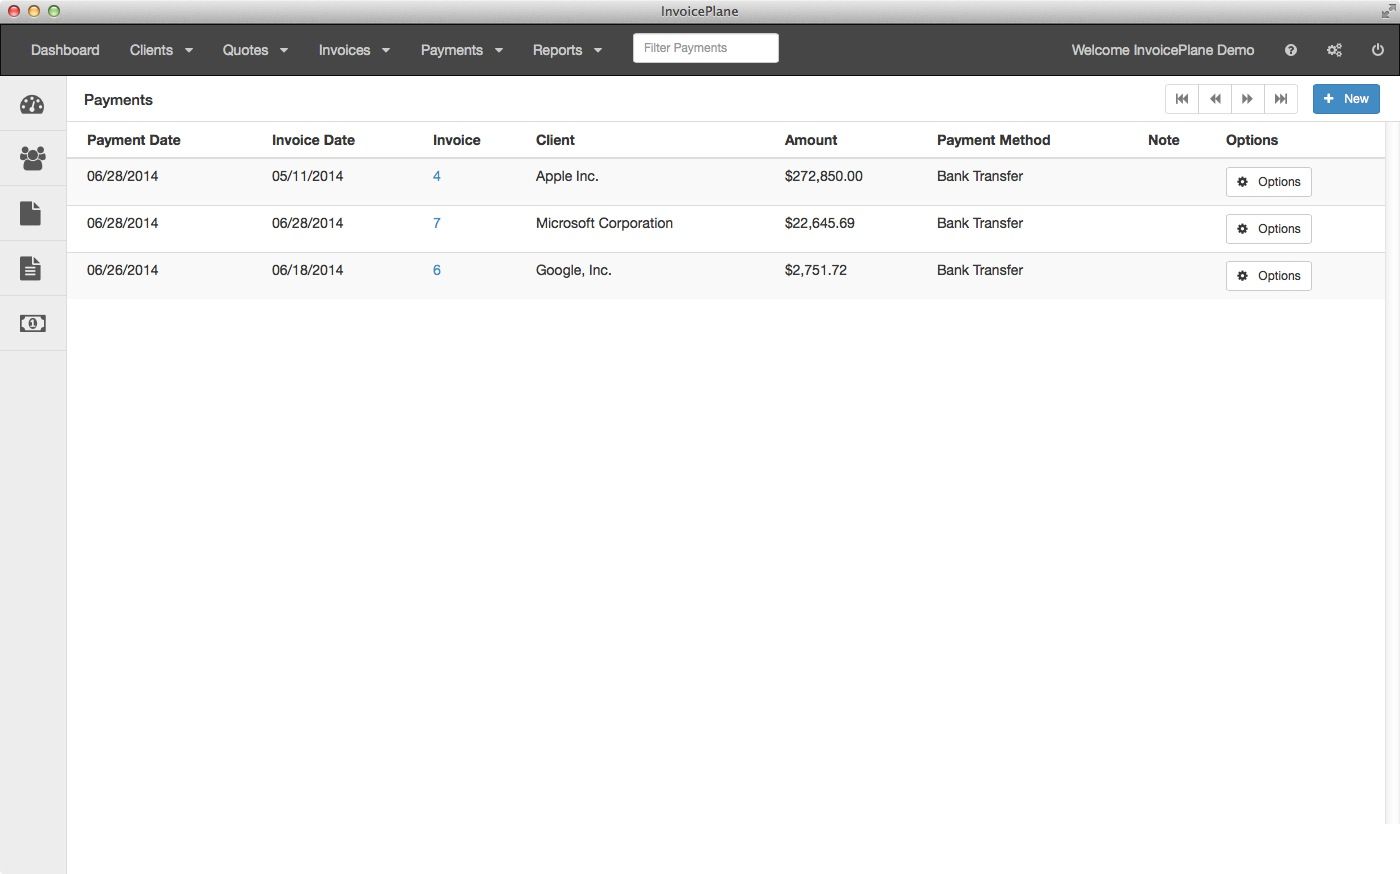 InvoicePlane
Dashboard Clients Quotes Invoices Payments Reports Filter Payments Welcome InvoicePlane Demo
Payments New
Payment Date Invoice Date Invoice Client Amount Payment Method Note Options
06/28/2014 05/11/2014 4 Apple Inc. $272,850.00 Bank Transfer Options
06/28/2014 06/28/2014 7 Microsoft Corporation $22,645.69 Bank Transfer Options
06/26/2014 06/18/2014 6 Google, Inc. $2,751.72 Bank Transfer Options